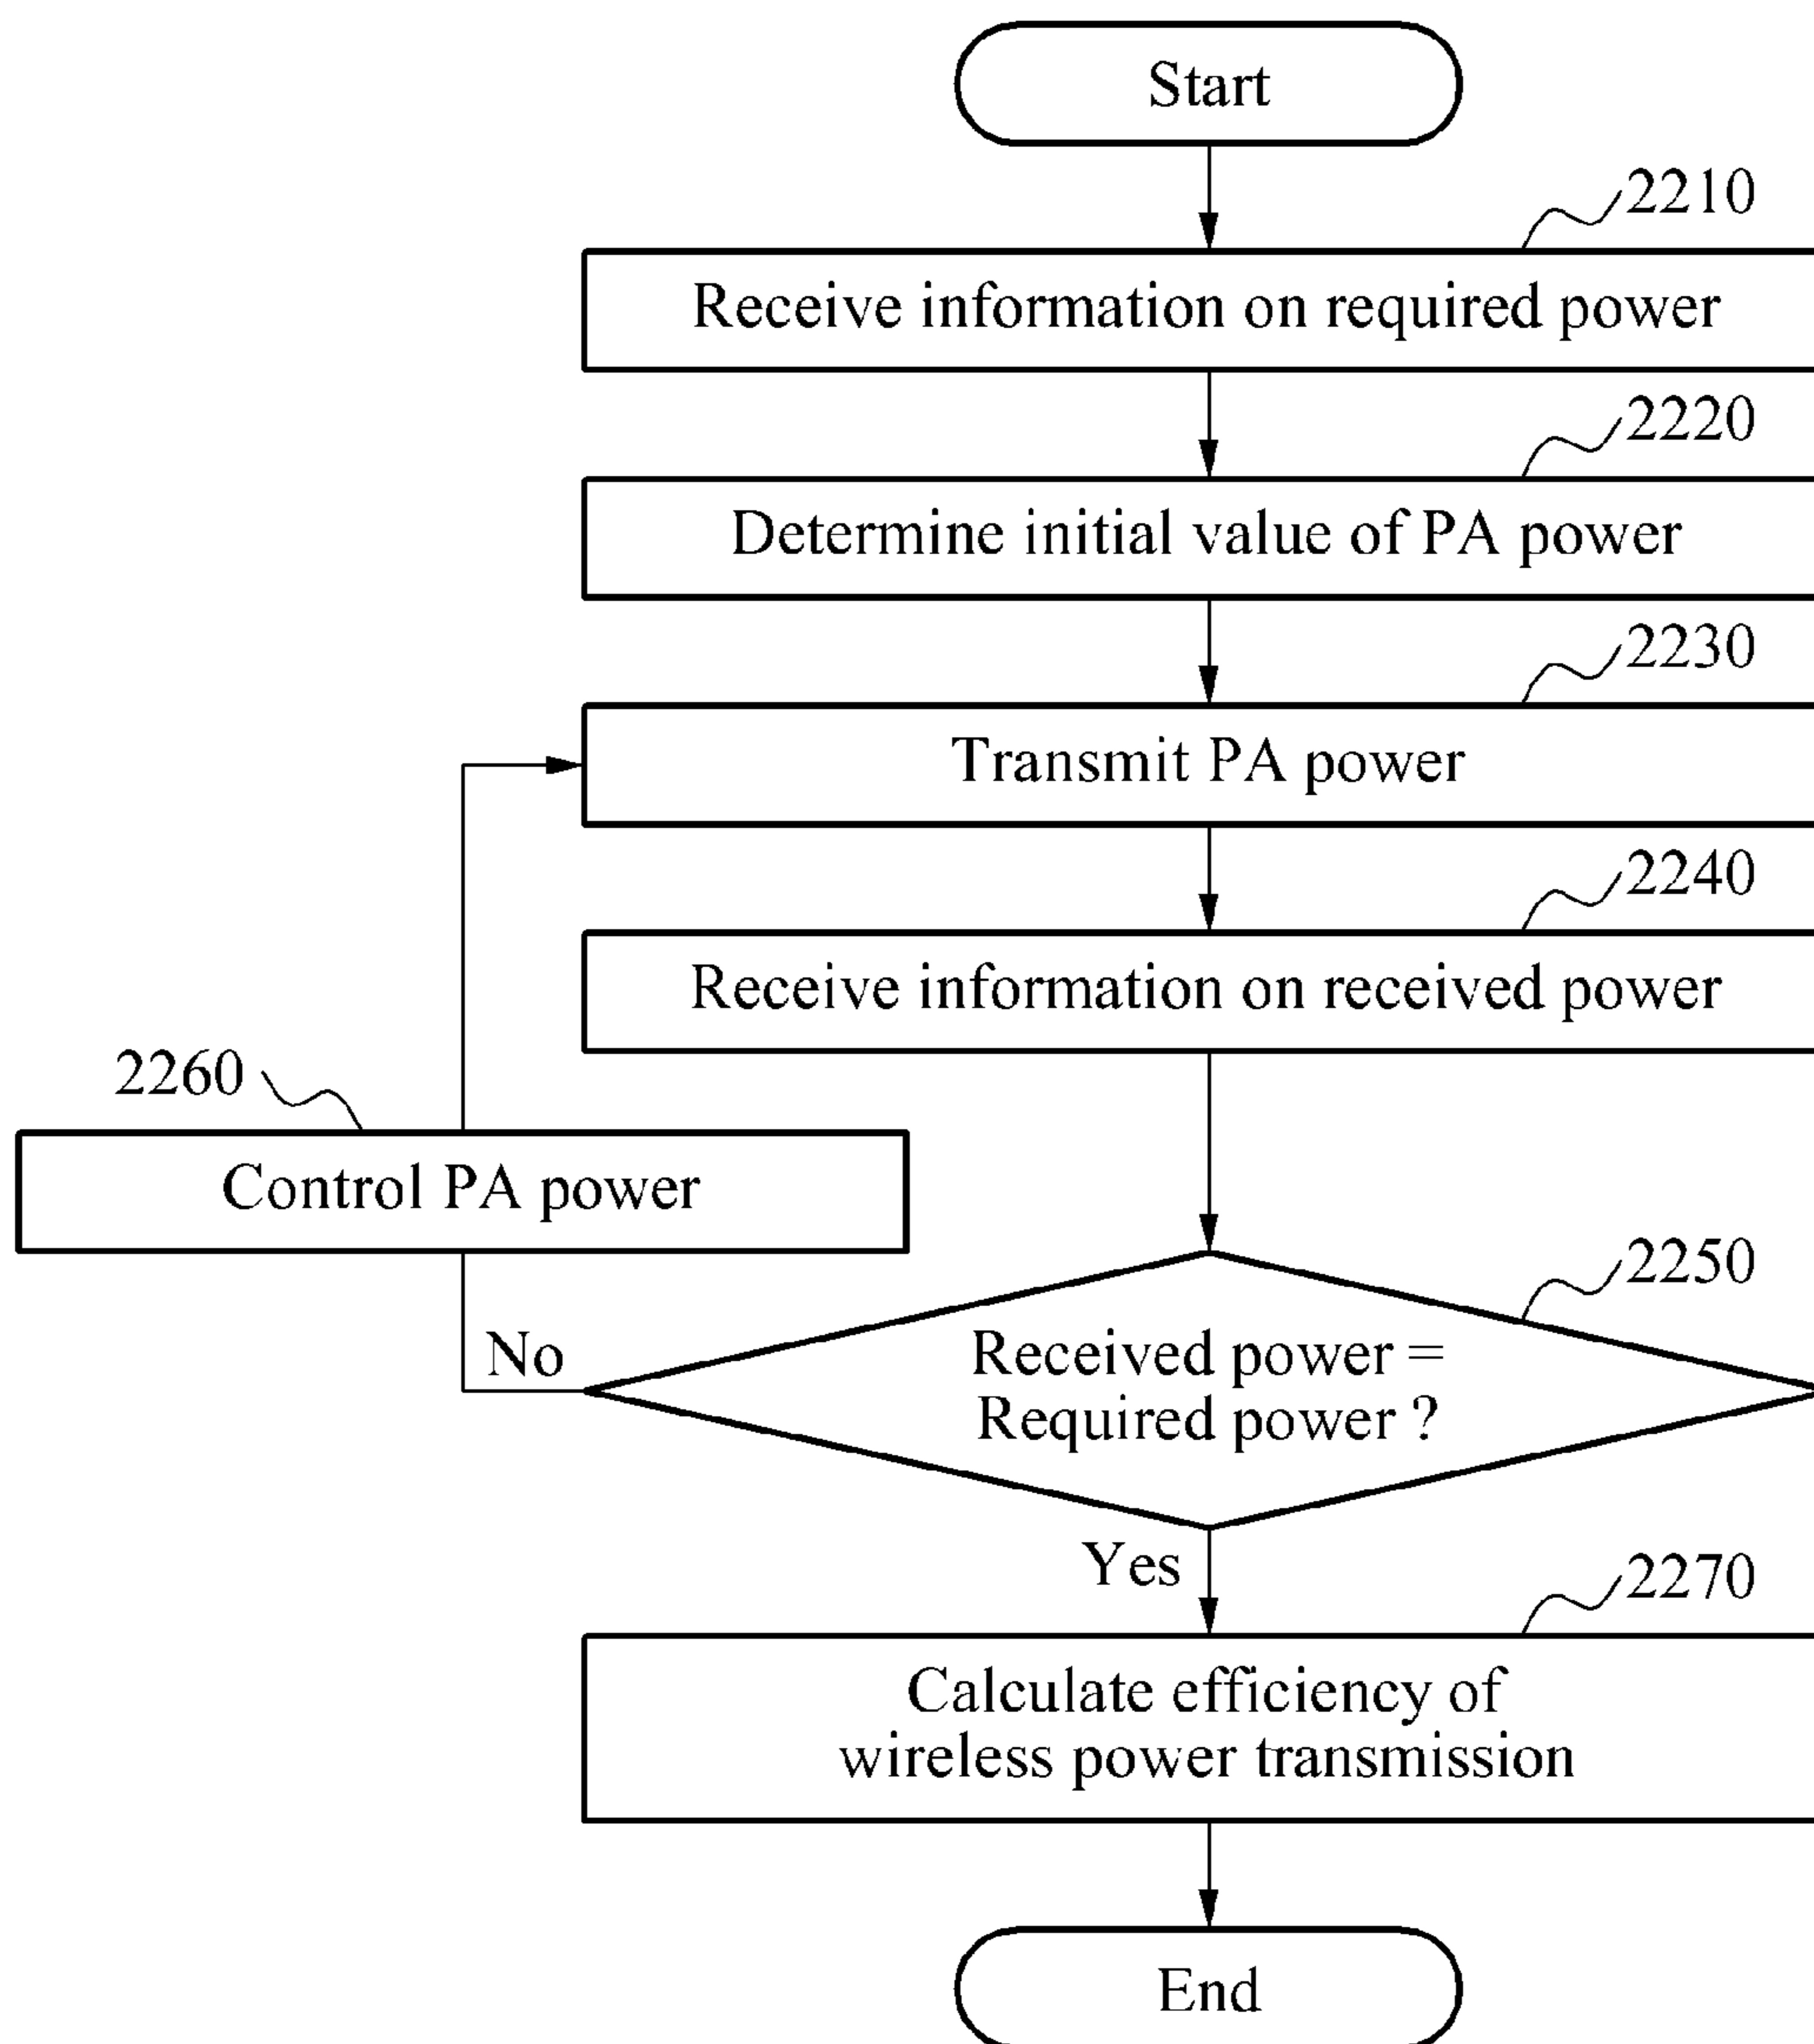 Start
2210
Receive information on required power
2220
Determine initial value of PA power
2230
Transmit PA power
2240
Receive information on received power
2260
Control PA power
2250
Received power =
Required power ?
No
Yes
2270
Calculate efficiency of
wireless power transmission
End